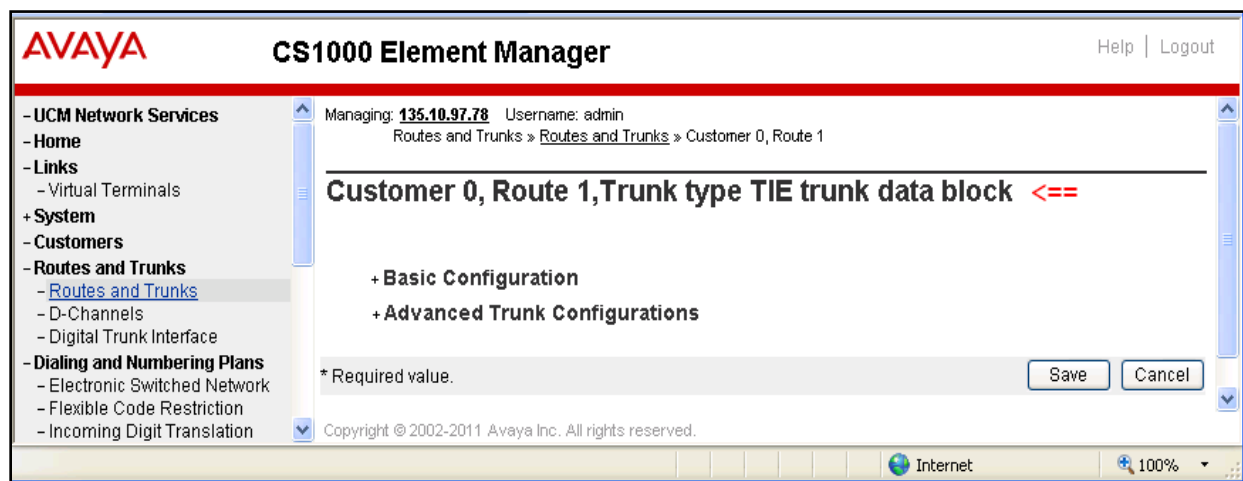 AVAYA
CS1000 Element Manager
Help | Logout
– UCM Network Services
– Home
– Links
– Virtual Terminals
+ System
– Customers
– Routes and Trunks
– Routes and Trunks
– D-Channels
– Digital Trunk Interface
– Dialing and Numbering Plans
– Electronic Switched Network
– Flexible Code Restriction
– Incoming Digit Translation
Managing: 135.10.97.78 Username: admin
Routes and Trunks » Routes and Trunks » Customer 0, Route 1
Customer 0, Route 1,Trunk type TIE trunk data block <==
+ Basic Configuration
+ Advanced Trunk Configurations
* Required value.
Save
Cancel
Copyright © 2002-2011 Avaya Inc. All rights reserved.
Internet
100%